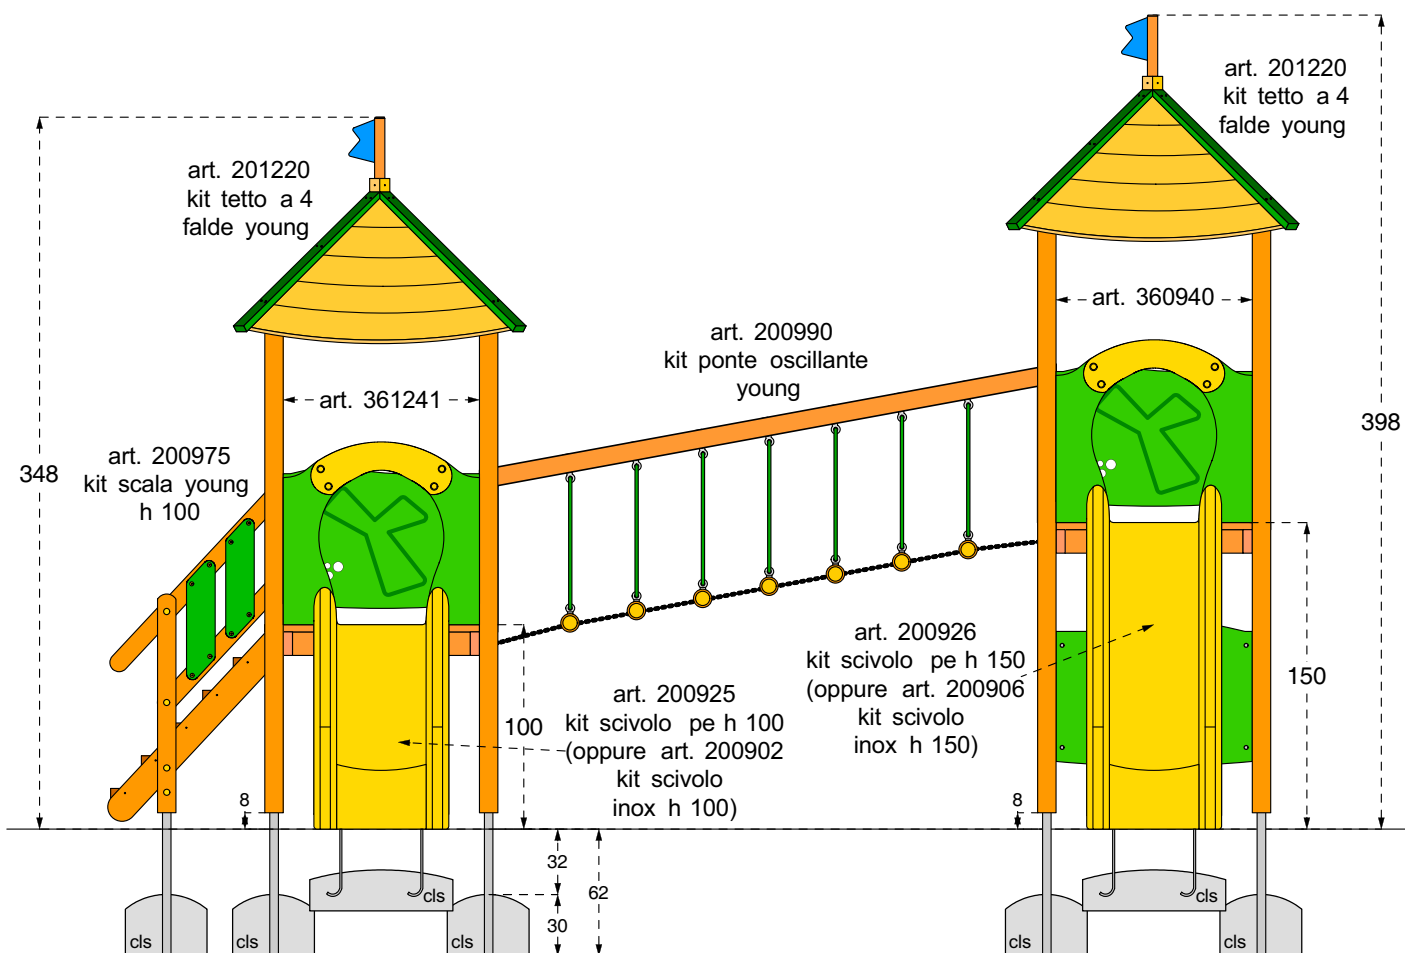 art. 201220
kit tetto a 4
falde young
art. 201220
kit tetto a 4
falde young
art. 360940
art. 200990
kit ponte oscillante
young
art. 361241
398
348
art. 200975
kit scala young
h 100
art. 200926
kit scivolo pe h 150
(oppure art. 200906
kit scivolo
inox h 150)
150
art. 200925
kit scivolo pe h 100
(oppure art. 200902
kit scivolo
inox h 100)
100
8
8
32
62
30
cls
cls
cls
cls
cls
cls
cls